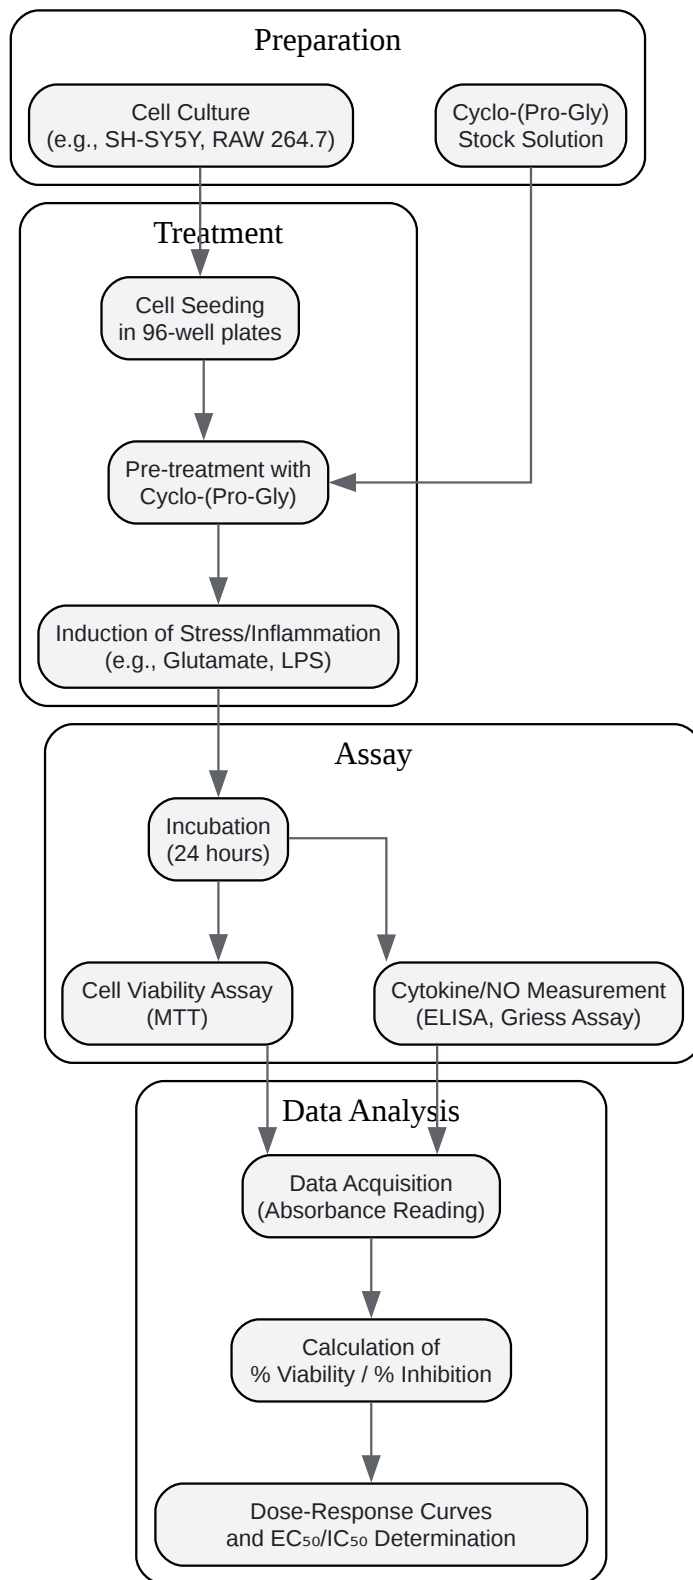 Preparation
Cell Culture
(e.g., SH-SY5Y, RAW 264.7)
Cyclo-(Pro-Gly)
Stock Solution
Treatment
Cell Seeding
in 96-well plates
Pre-treatment with
Cyclo-(Pro-Gly)
Induction of Stress/Inflammation
(e.g., Glutamate, LPS)
Assay
Incubation
(24 hours)
Cell Viability Assay
(MTT)
Cytokine/NO Measurement
(ELISA, Griess Assay)
Data Analysis
Data Acquisition
(Absorbance Reading)
Calculation of
% Viability / % Inhibition
Dose-Response Curves
and EC₅₀/IC₅₀ Determination